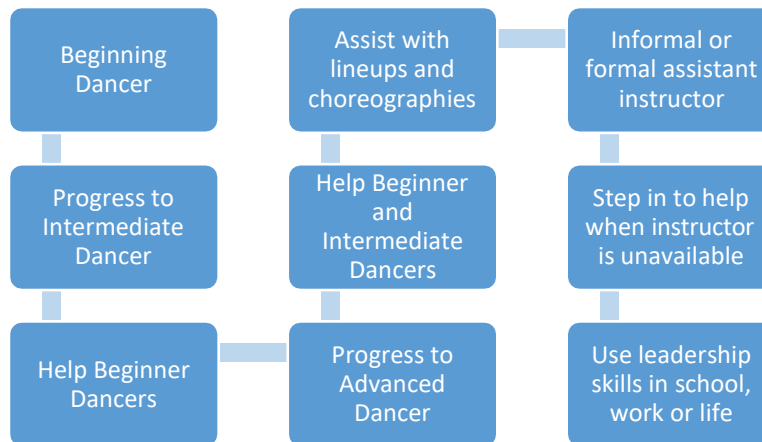 Beginning
Dancer
Progress to
Intermediate
Dancer
Help Beginner
Dancers
Progress to
Advanced
Dancer
Help Beginner
and
Intermediate
Dancers
Assist with
lineups and
choreographies
Informal or
formal assistant
instructor
Step in to help
when instructor
is unavailable
Use leadership
skills in school,
work or life